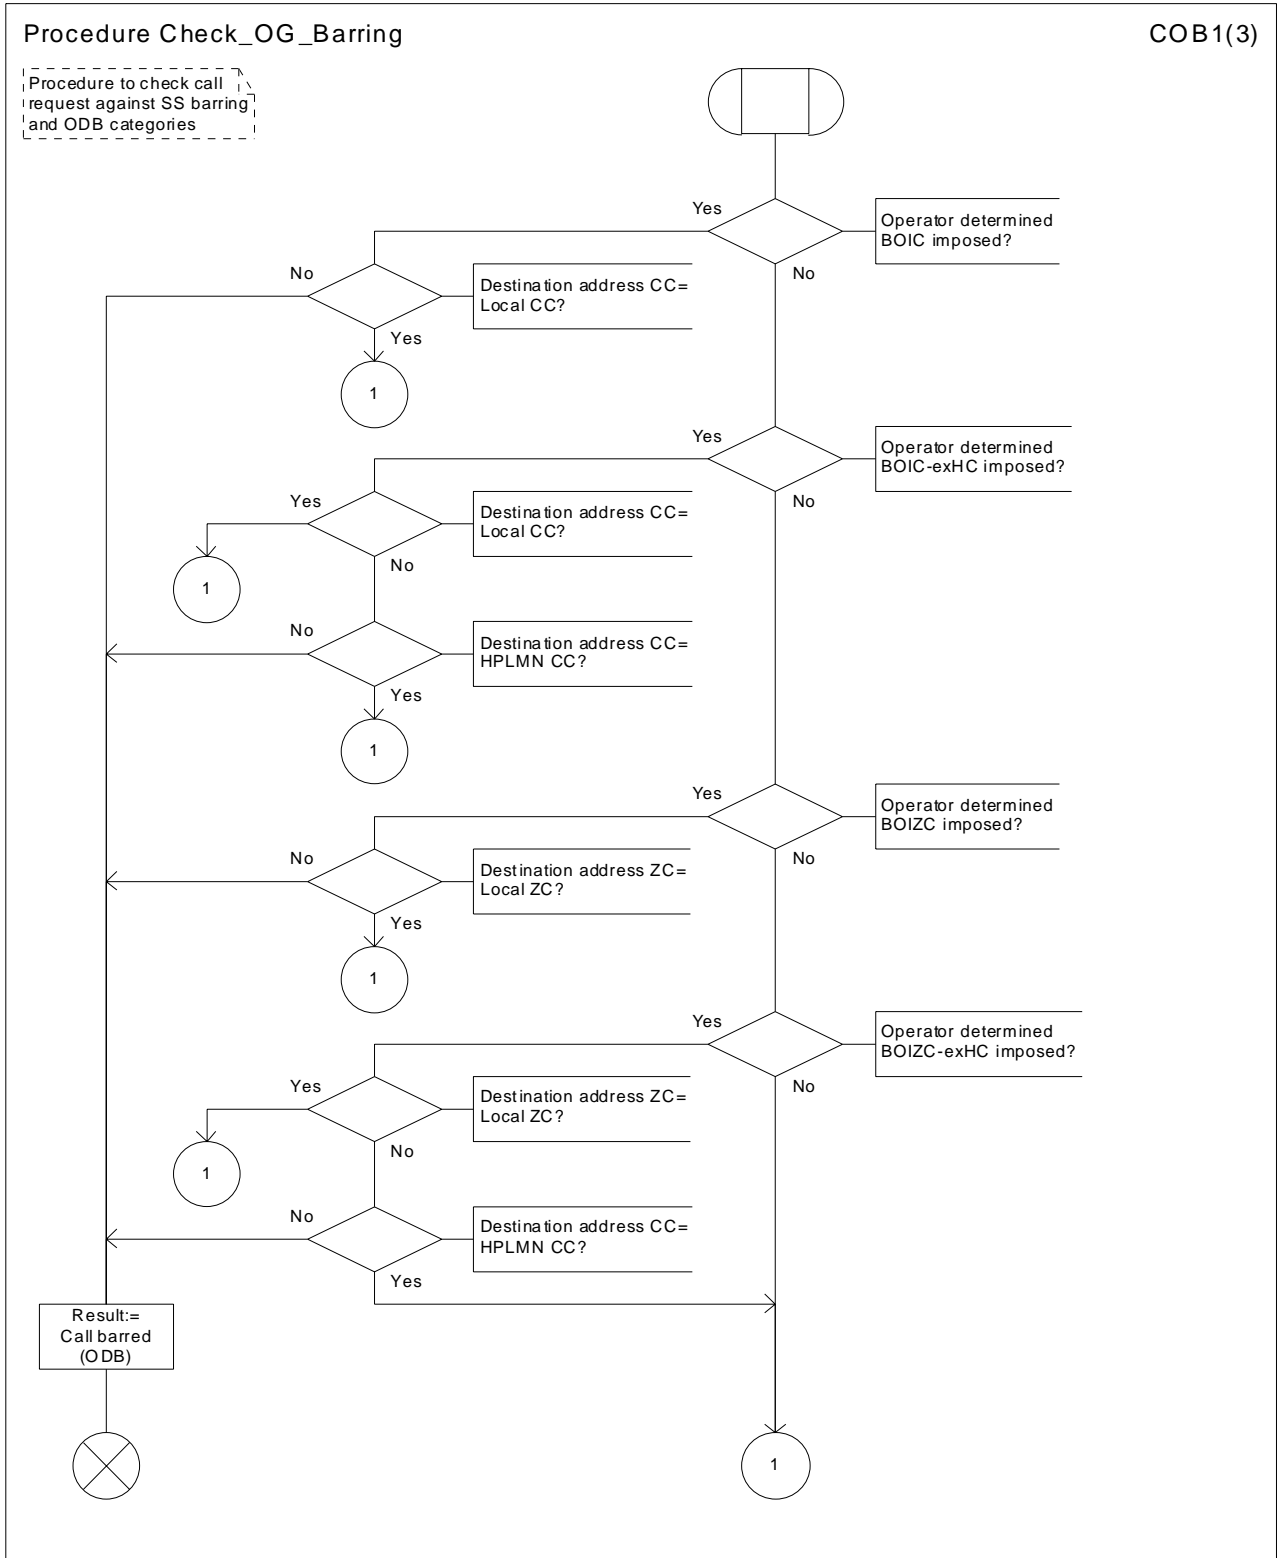 Procedure Check_OG_Barring
COB1(3)
Procedure to check call
request against SS barring
and ODB categories
Yes
Operator determined
BOIC imposed?
No
No
Destination address CC=
Local CC?
Yes
1
Yes
Operator determined
BOIC-exHC imposed?
No
Yes
Destination address CC=
Local CC?
No
1
No
Destination address CC=
HPLMN CC?
Yes
1
Yes
Operator determined
BOIZC imposed?
No
No
Destination address ZC=
Local ZC?
Yes
1
Yes
Operator determined
BOIZC-exHC imposed?
No
Yes
Destination address ZC=
Local ZC?
No
1
No
Destination address CC=
HPLMN CC?
Yes
Result:=
Call barred
(ODB)
1